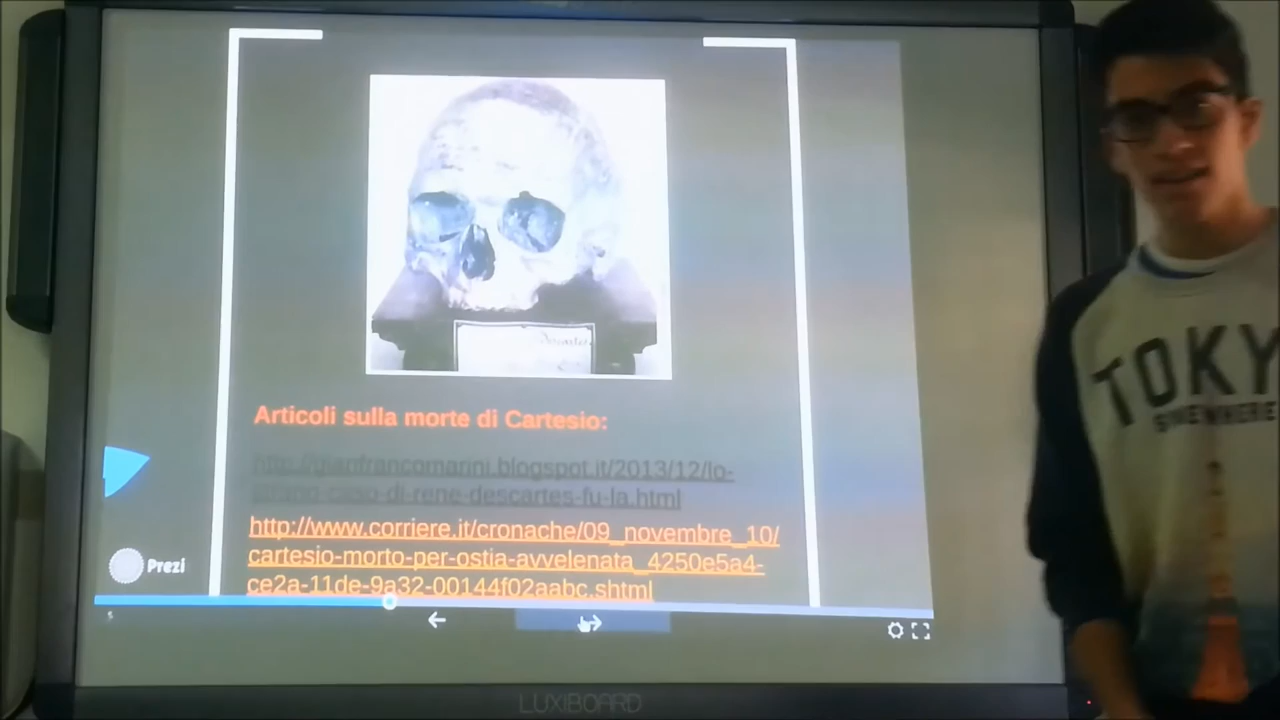 Articoli sulla morte di Cartesio:
http://gianfrancomarini.blogspot.it/2013/12/lo-
-caso-di-rene-descartes-fu-la.html
http://www.corriere.it/cronache/09_novembre_10/
cartesio-morto-per-ostia-avvelenata_4250e5a4-
ce2a-11de-9a32-00144f02aabc.shtml
Prezi
LUXIBOARD
TOKY